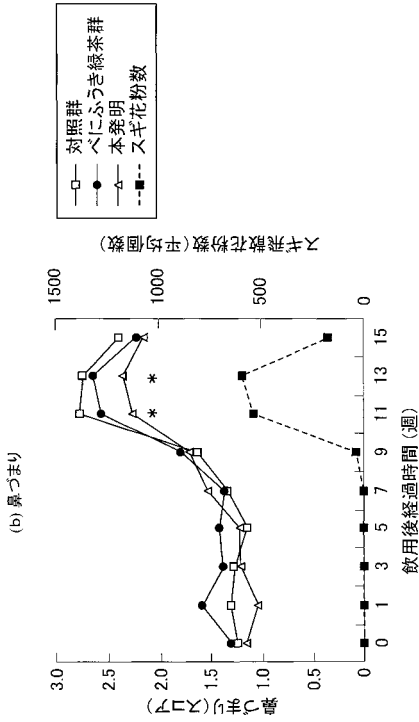 (b) 鼻づまり
対照群
べにふうき緑茶群
本発明
スギ花粉数
鼻づまり(スコア)
3.0
2.5
2.0
1.5
1.0
0.5
0
スギ飛散花粉数(平均個数)
1500
1000
500
0
* *
0 1 3 5 7 9 11 13 15
飲用後経過時間 (週)